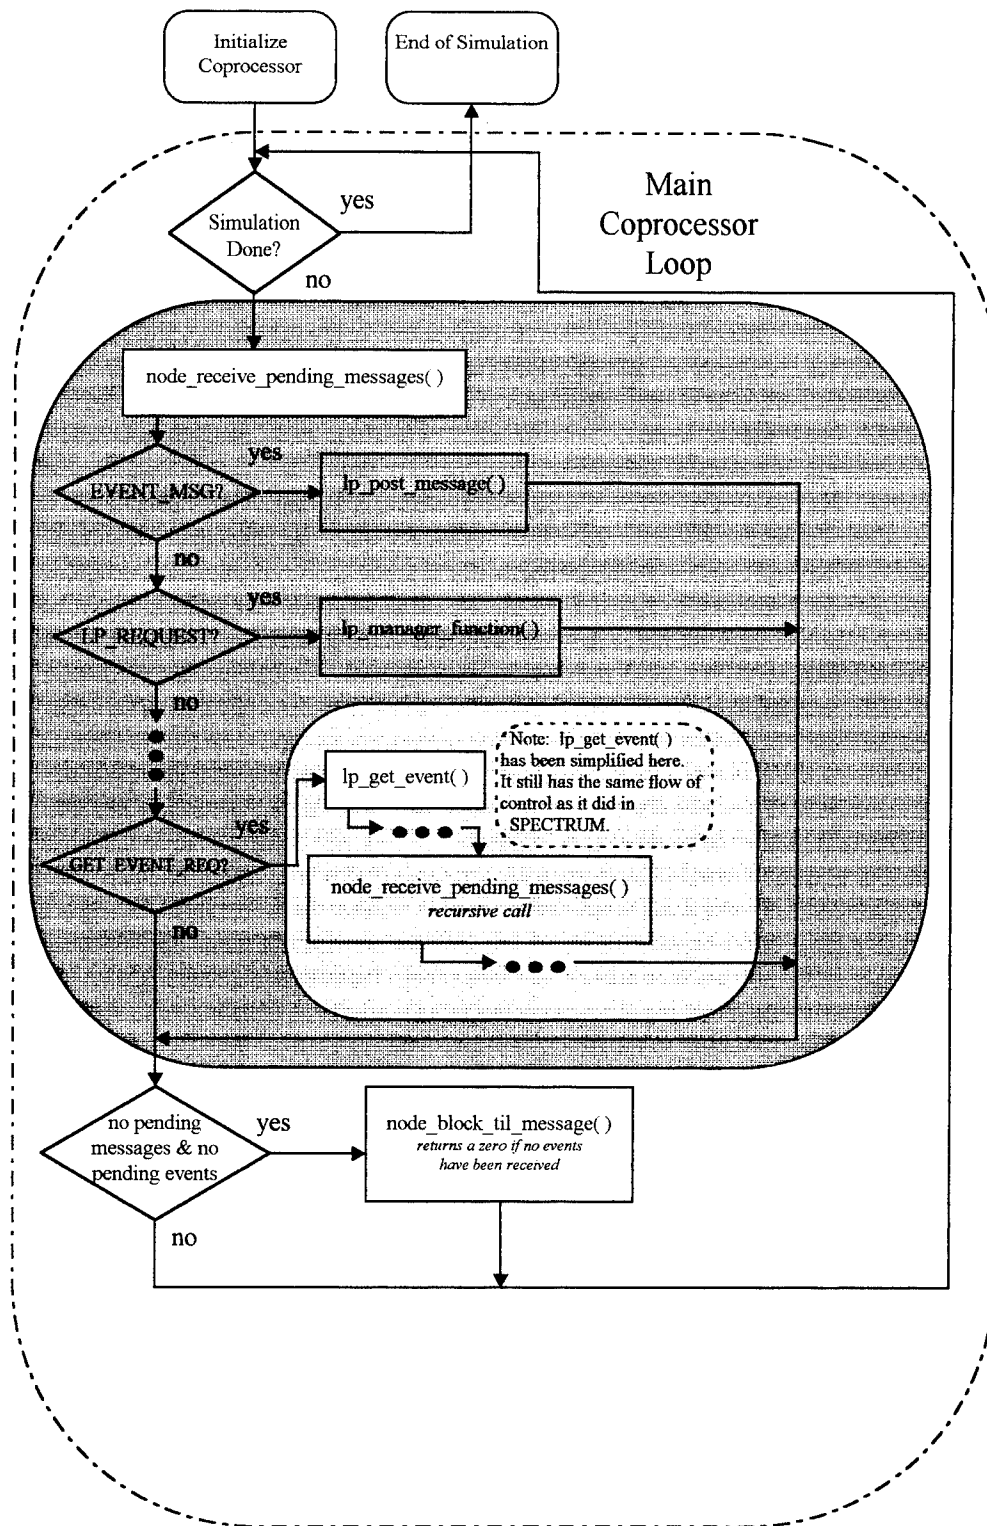 Initialize
Coprocessor
End of Simulation
Main
Coprocessor
Loop
Simulation
Done?
yes
no
node_receive_pending_messages( )
EVENT_MSG?
yes
lp_post_message( )
no
LP_REQUEST?
yes
lp_manager_function( )
no
Note: lp_get_event( )
has been simplified here.
It still has the same flow of
control as it did in
SPECTRUM.
lp_get_event( )
GET_EVENT_REQ?
yes
node_receive_pending_messages( )
recursive call
no
no pending
messages & no
pending events
yes
node_block_til_message( )
returns a zero if no events
have been received
no